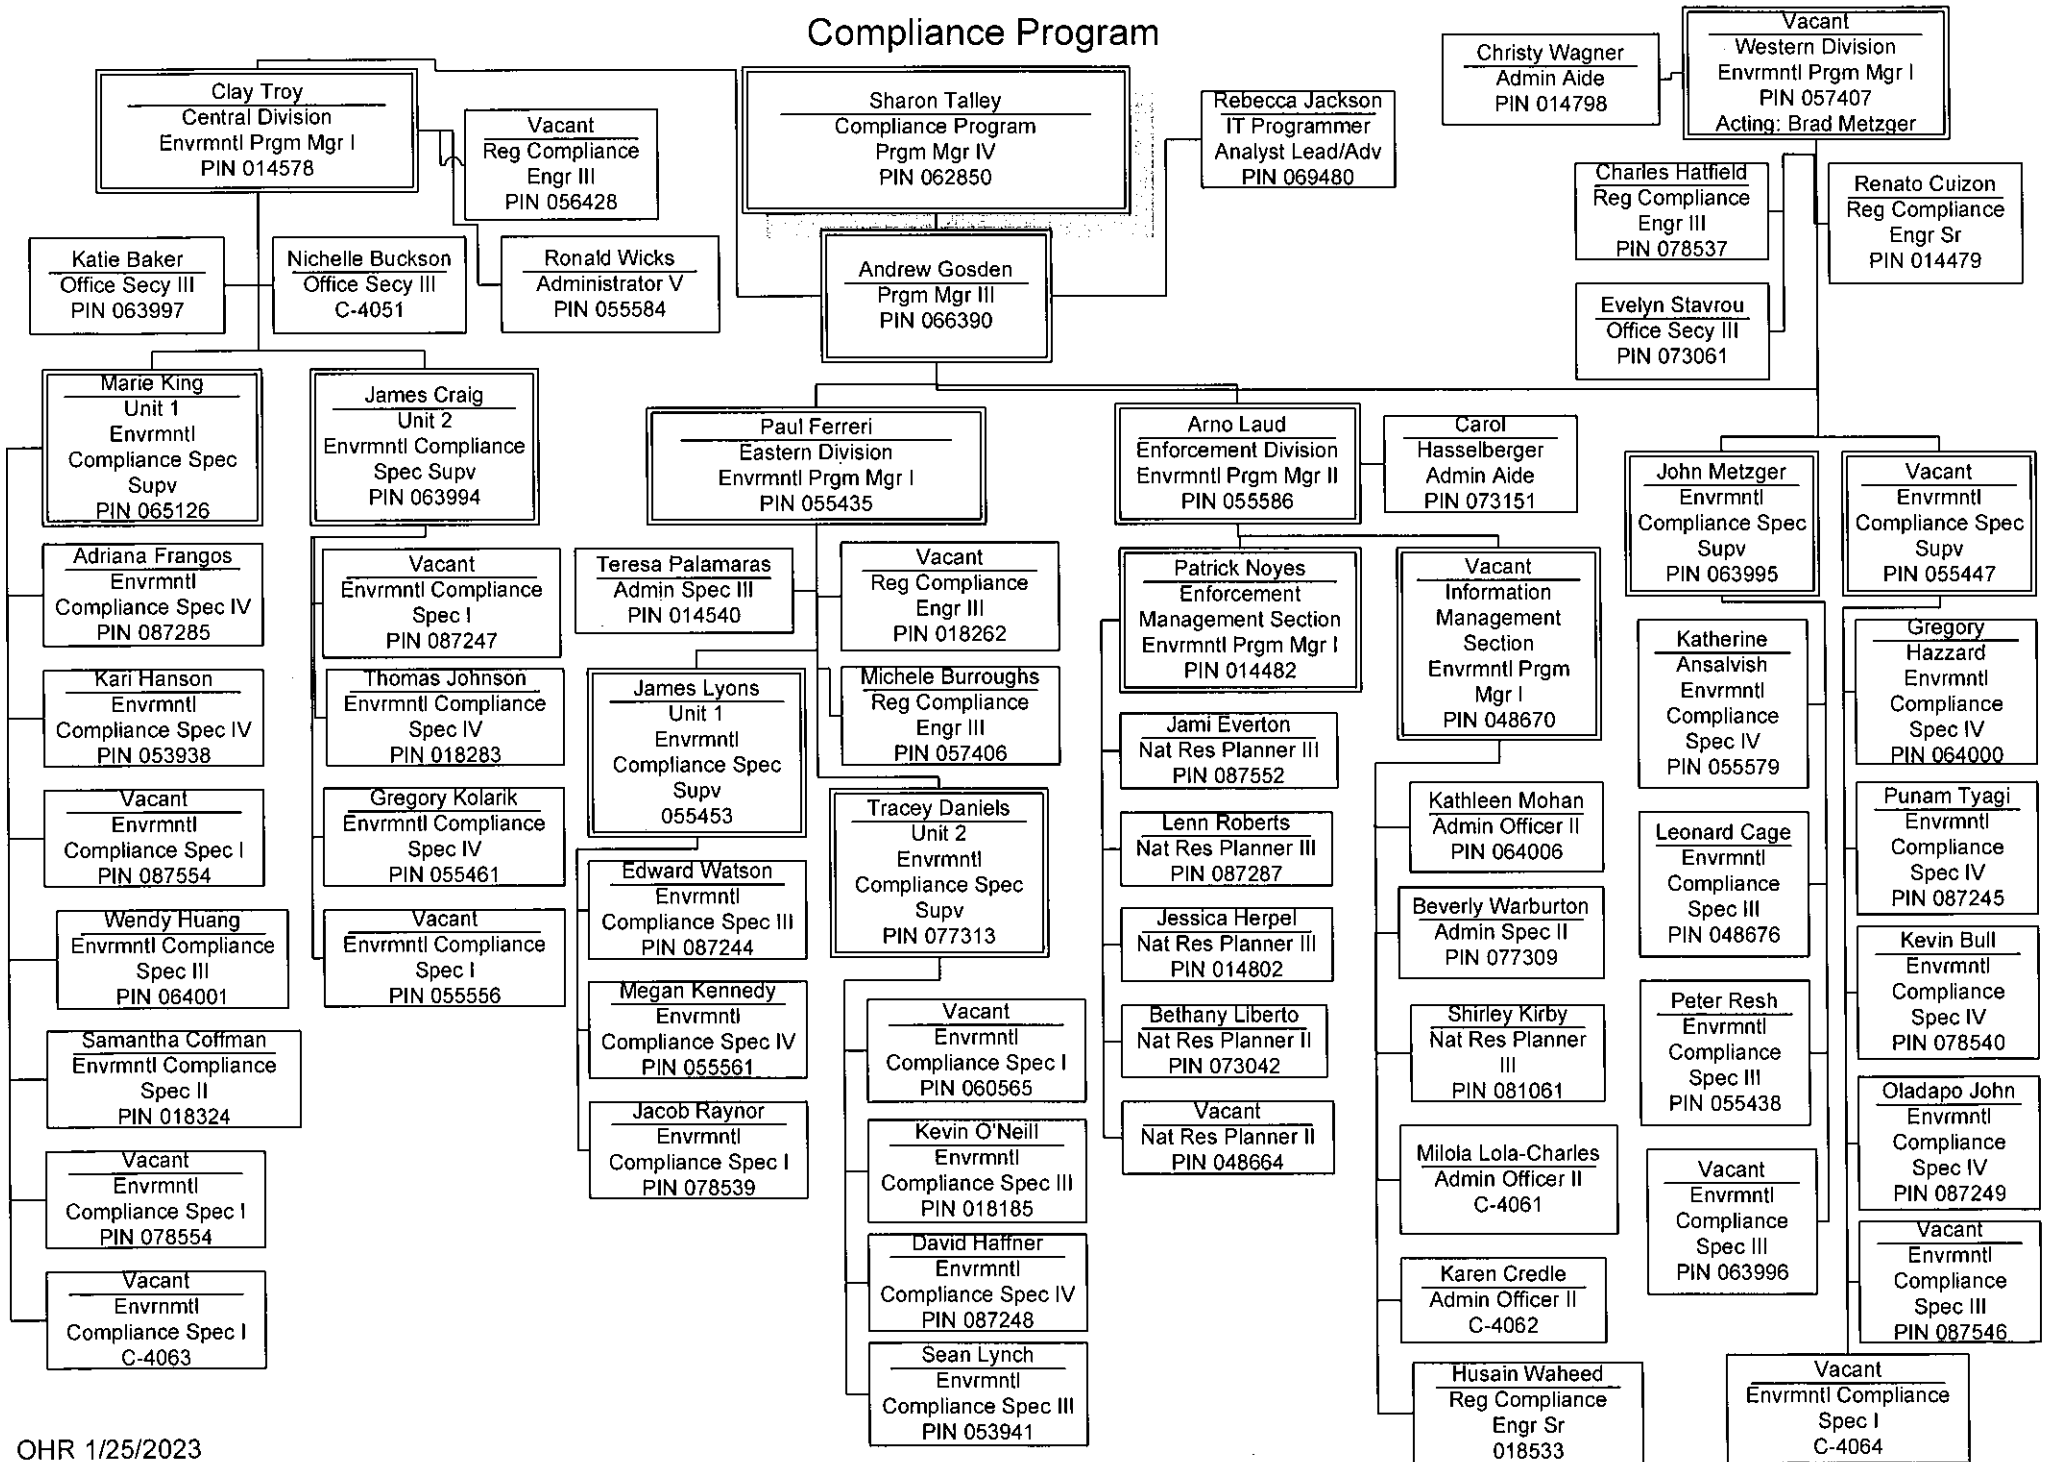 Compliance Program
Clay Troy
Central Division
Envrmntl Prgm Mgr I
PIN 014578
Vacant
Reg Compliance
Engr III
PIN 056428
Sharon Talley
Compliance Program
Prgm Mgr IV
PIN 062850
Rebecca Jackson
IT Programmer
Analyst Lead/Adv
PIN 069480
Christy Wagner
Admin Aide
PIN 014798
Vacant
Western Division
Envrmntl Prgm Mgr I
PIN 057407
Acting: Brad Metzger
Charles Hatfield
Reg Compliance
Engr III
PIN 078537
Renato Cuizon
Reg Compliance
Engr Sr
PIN 014479
Katie Baker
Office Secy III
PIN 063997
Nichelle Buckson
Office Secy III
C-4051
Ronald Wicks
Administrator V
PIN 055584
Andrew Gosden
Prgm Mgr III
PIN 066390
Evelyn Stavrou
Office Secy III
PIN 073061
Marie King
Unit 1
Envrmntl
Compliance Spec
Supv
PIN 065126
James Craig
Unit 2
Envrmntl Compliance
Spec Supv
PIN 063994
Paul Ferreri
Eastern Division
Envrmntl Prgm Mgr I
PIN 055435
Arno Laud
Enforcement Division
Envrmntl Prgm Mgr II
PIN 055586
Carol
Hasselberger
Admin Aide
PIN 073151
John Metzger
Envrmntl
Compliance Spec
Supv
PIN 063995
Vacant
Envrmntl
Compliance Spec
Supv
PIN 055447
Adriana Frangos
Envrmntl
Compliance Spec IV
PIN 087285
Kari Hanson
Envrmntl
Compliance Spec IV
PIN 053938
Vacant
Envrmntl
Compliance Spec I
PIN 087554
Wendy Huang
Envrmntl Compliance
Spec III
PIN 064001
Samantha Coffman
Envrmntl Compliance
Spec II
PIN 018324
Vacant
Envrmntl
Compliance Spec I
PIN 078554
Vacant
Envrnmtl
Compliance Spec I
C-4063
Vacant
Envrmntl Compliance
Spec I
PIN 087247
Thomas Johnson
Envrmntl Compliance
Spec IV
PIN 018283
Gregory Kolarik
Envrmntl Compliance
Spec IV
PIN 055461
Vacant
Envrmntl Compliance
Spec I
PIN 055556
Teresa Palamaras
Admin Spec III
PIN 014540
Vacant
Reg Compliance
Engr III
PIN 018262
James Lyons
Unit 1
Envrmntl
Compliance Spec
Supv
055453
Michele Burroughs
Reg Compliance
Engr III
PIN 057406
Edward Watson
Envrmntl
Compliance Spec III
PIN 087244
Megan Kennedy
Envrmntl
Compliance Spec IV
PIN 055561
Jacob Raynor
Envrmntl
Compliance Spec I
PIN 078539
Tracey Daniels
Unit 2
Envrmntl
Compliance Spec
Supv
PIN 077313
Vacant
Envrmntl
Compliance Spec I
PIN 060565
Kevin O'Neill
Envrmntl
Compliance Spec III
PIN 018185
David Haffner
Envrmntl
Compliance Spec IV
PIN 087248
Sean Lynch
Envrmntl
Compliance Spec III
PIN 053941
Patrick Noyes
Enforcement
Management Section
Envrmntl Prgm Mgr I
PIN 014482
Jami Everton
Nat Res Planner III
PIN 087552
Lenn Roberts
Nat Res Planner III
PIN 087287
Jessica Herpel
Nat Res Planner III
PIN 014802
Bethany Liberto
Nat Res Planner II
PIN 073042
Vacant
Nat Res Planner II
PIN 048664
Vacant
Information
Management
Section
Envrmntl Prgm
Mgr I
PIN 048670
Kathleen Mohan
Admin Officer II
PIN 064006
Beverly Warburton
Admin Spec II
PIN 077309
Shirley Kirby
Nat Res Planner
III
PIN 081061
Milola Lola-Charles
Admin Officer II
C-4061
Karen Credle
Admin Officer II
C-4062
Husain Waheed
Reg Compliance
Engr Sr
018533
Katherine
Ansalvish
Envrmntl
Compliance
Spec IV
PIN 055579
Leonard Cage
Envrmntl
Compliance
Spec III
PIN 048676
Peter Resh
Envrmntl
Compliance
Spec III
PIN 055438
Vacant
Envrmntl
Compliance
Spec III
PIN 063996
Gregory
Hazzard
Envrmntl
Compliance
Spec IV
PIN 064000
Punam Tyagi
Envrmntl
Compliance
Spec IV
PIN 087245
Kevin Bull
Envrmntl
Compliance
Spec IV
PIN 078540
Oladapo John
Envrmntl
Compliance
Spec IV
PIN 087249
Vacant
Envrmntl
Compliance
Spec III
PIN 087546
Vacant
Envrmntl Compliance
Spec I
C-4064
OHR 1/25/2023